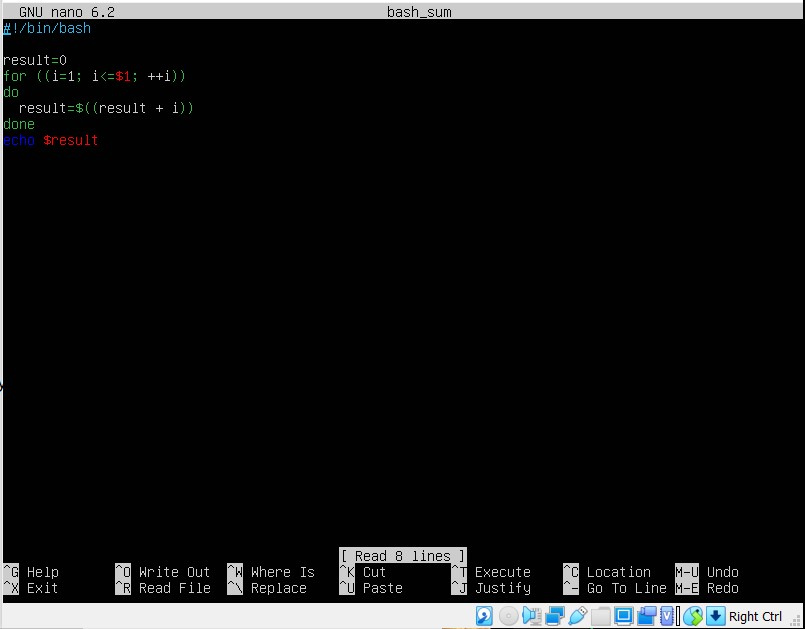 GNU nano 6.2 bash_sum
#!/bin/bash
result=0
for ((i=1; i<=$1; ++i))
do
  result=$((result + i))
done
echo $result
[ Read 8 lines ]
^G Help ^O Write Out ^W Where Is ^K Cut ^T Execute ^C Location M-U Undo
^X Exit ^R Read File ^\ Replace ^U Paste ^J Justify ^- Go To Line M-E Redo
Right Ctrl